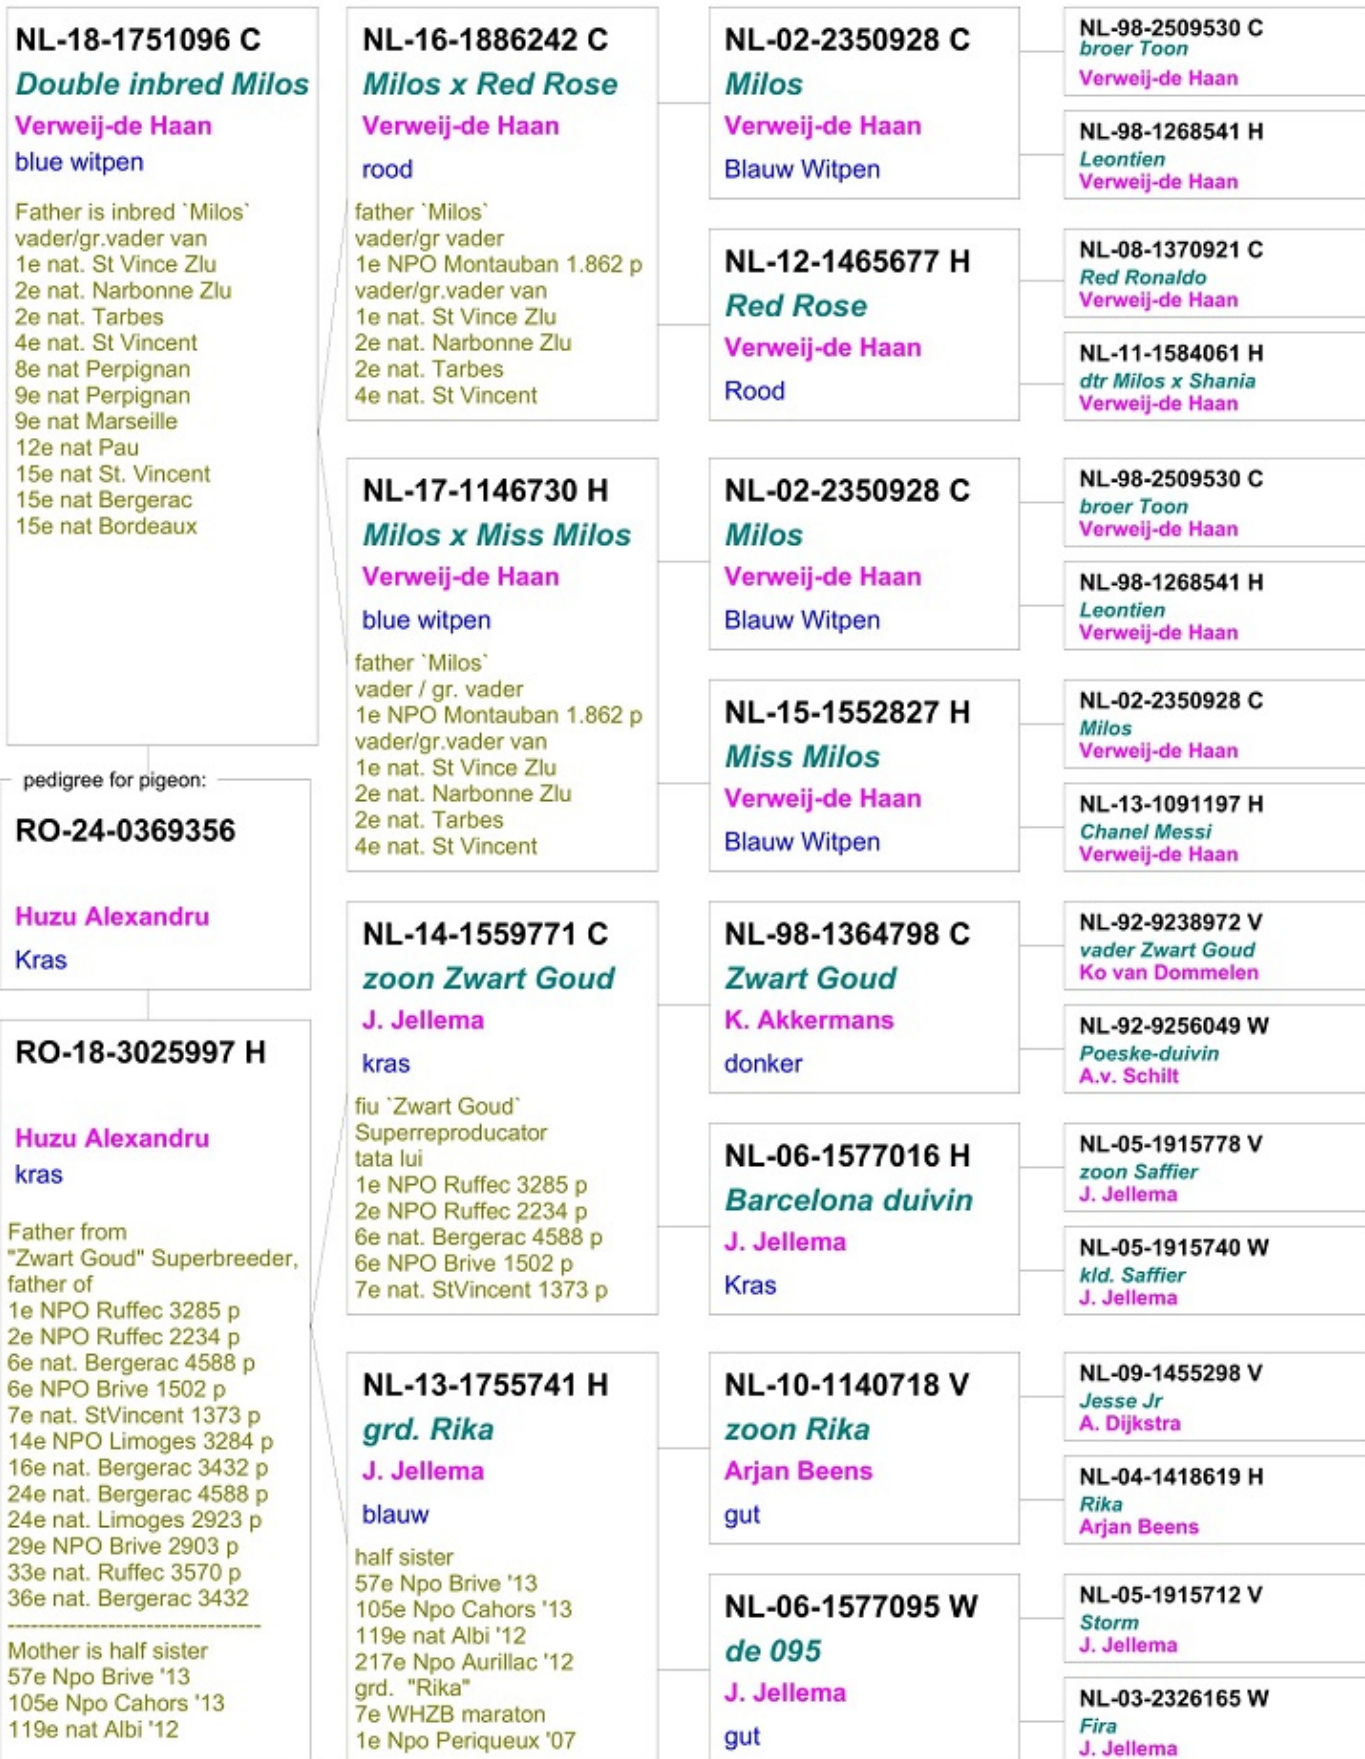 NL-18-1751096 C
Double inbred Milos
Verweij-de Haan
blue witpen
Father is inbred `Milos`
vader/gr.vader van
1e nat. St Vince Zlu
2e nat. Narbonne Zlu
2e nat. Tarbes
4e nat. St Vincent
8e nat Perpignan
9e nat Perpignan
9e nat Marseille
12e nat Pau
15e nat St. Vincent
15e nat Bergerac
15e nat Bordeaux
pedigree for pigeon:
RO-24-0369356
Huzu Alexandru
Kras
RO-18-3025997 H
Huzu Alexandru
kras
Father from
"Zwart Goud" Superbreeder,
father of
1e NPO Ruffec 3285 p
2e NPO Ruffec 2234 p
6e nat. Bergerac 4588 p
6e NPO Brive 1502 p
7e nat. StVincent 1373 p
14e NPO Limoges 3284 p
16e nat. Bergerac 3432 p
24e nat. Bergerac 4588 p
24e nat. Limoges 2923 p
29e NPO Brive 2903 p
33e nat. Ruffec 3570 p
36e nat. Bergerac 3432
---------------------------------
Mother is half sister
57e Npo Brive '13
105e Npo Cahors '13
119e nat Albi '12
NL-16-1886242 C
Milos x Red Rose
Verweij-de Haan
rood
father `Milos`
vader/gr vader
1e NPO Montauban 1.862 p
vader/gr.vader van
1e nat. St Vince Zlu
2e nat. Narbonne Zlu
2e nat. Tarbes
4e nat. St Vincent
NL-17-1146730 H
Milos x Miss Milos
Verweij-de Haan
blue witpen
father `Milos`
vader / gr. vader
1e NPO Montauban 1.862 p
vader/gr.vader van
1e nat. St Vince Zlu
2e nat. Narbonne Zlu
2e nat. Tarbes
4e nat. St Vincent
NL-14-1559771 C
zoon Zwart Goud
J. Jellema
kras
fiu `Zwart Goud`
Superreproducator
tata lui
1e NPO Ruffec 3285 p
2e NPO Ruffec 2234 p
6e nat. Bergerac 4588 p
6e NPO Brive 1502 p
7e nat. StVincent 1373 p
NL-13-1755741 H
grd. Rika
J. Jellema
blauw
half sister
57e Npo Brive '13
105e Npo Cahors '13
119e nat Albi '12
217e Npo Aurillac '12
grd. "Rika"
7e WHZB maraton
1e Npo Periqueux '07
NL-02-2350928 C
Milos
Verweij-de Haan
Blauw Witpen
NL-12-1465677 H
Red Rose
Verweij-de Haan
Rood
NL-02-2350928 C
Milos
Verweij-de Haan
Blauw Witpen
NL-15-1552827 H
Miss Milos
Verweij-de Haan
Blauw Witpen
NL-98-1364798 C
Zwart Goud
K. Akkermans
donker
NL-06-1577016 H
Barcelona duivin
J. Jellema
Kras
NL-10-1140718 V
zoon Rika
Arjan Beens
gut
NL-06-1577095 W
de 095
J. Jellema
gut
NL-98-2509530 C
broer Toon
Verweij-de Haan
NL-98-1268541 H
Leontien
Verweij-de Haan
NL-08-1370921 C
Red Ronaldo
Verweij-de Haan
NL-11-1584061 H
dtr Milos x Shania
Verweij-de Haan
NL-98-2509530 C
broer Toon
Verweij-de Haan
NL-98-1268541 H
Leontien
Verweij-de Haan
NL-02-2350928 C
Milos
Verweij-de Haan
NL-13-1091197 H
Chanel Messi
Verweij-de Haan
NL-92-9238972 V
vader Zwart Goud
Ko van Dommelen
NL-92-9256049 W
Poeske-duivin
A.v. Schilt
NL-05-1915778 V
zoon Saffier
J. Jellema
NL-05-1915740 W
kld. Saffier
J. Jellema
NL-09-1455298 V
Jesse Jr
A. Dijkstra
NL-04-1418619 H
Rika
Arjan Beens
NL-05-1915712 V
Storm
J. Jellema
NL-03-2326165 W
Fira
J. Jellema